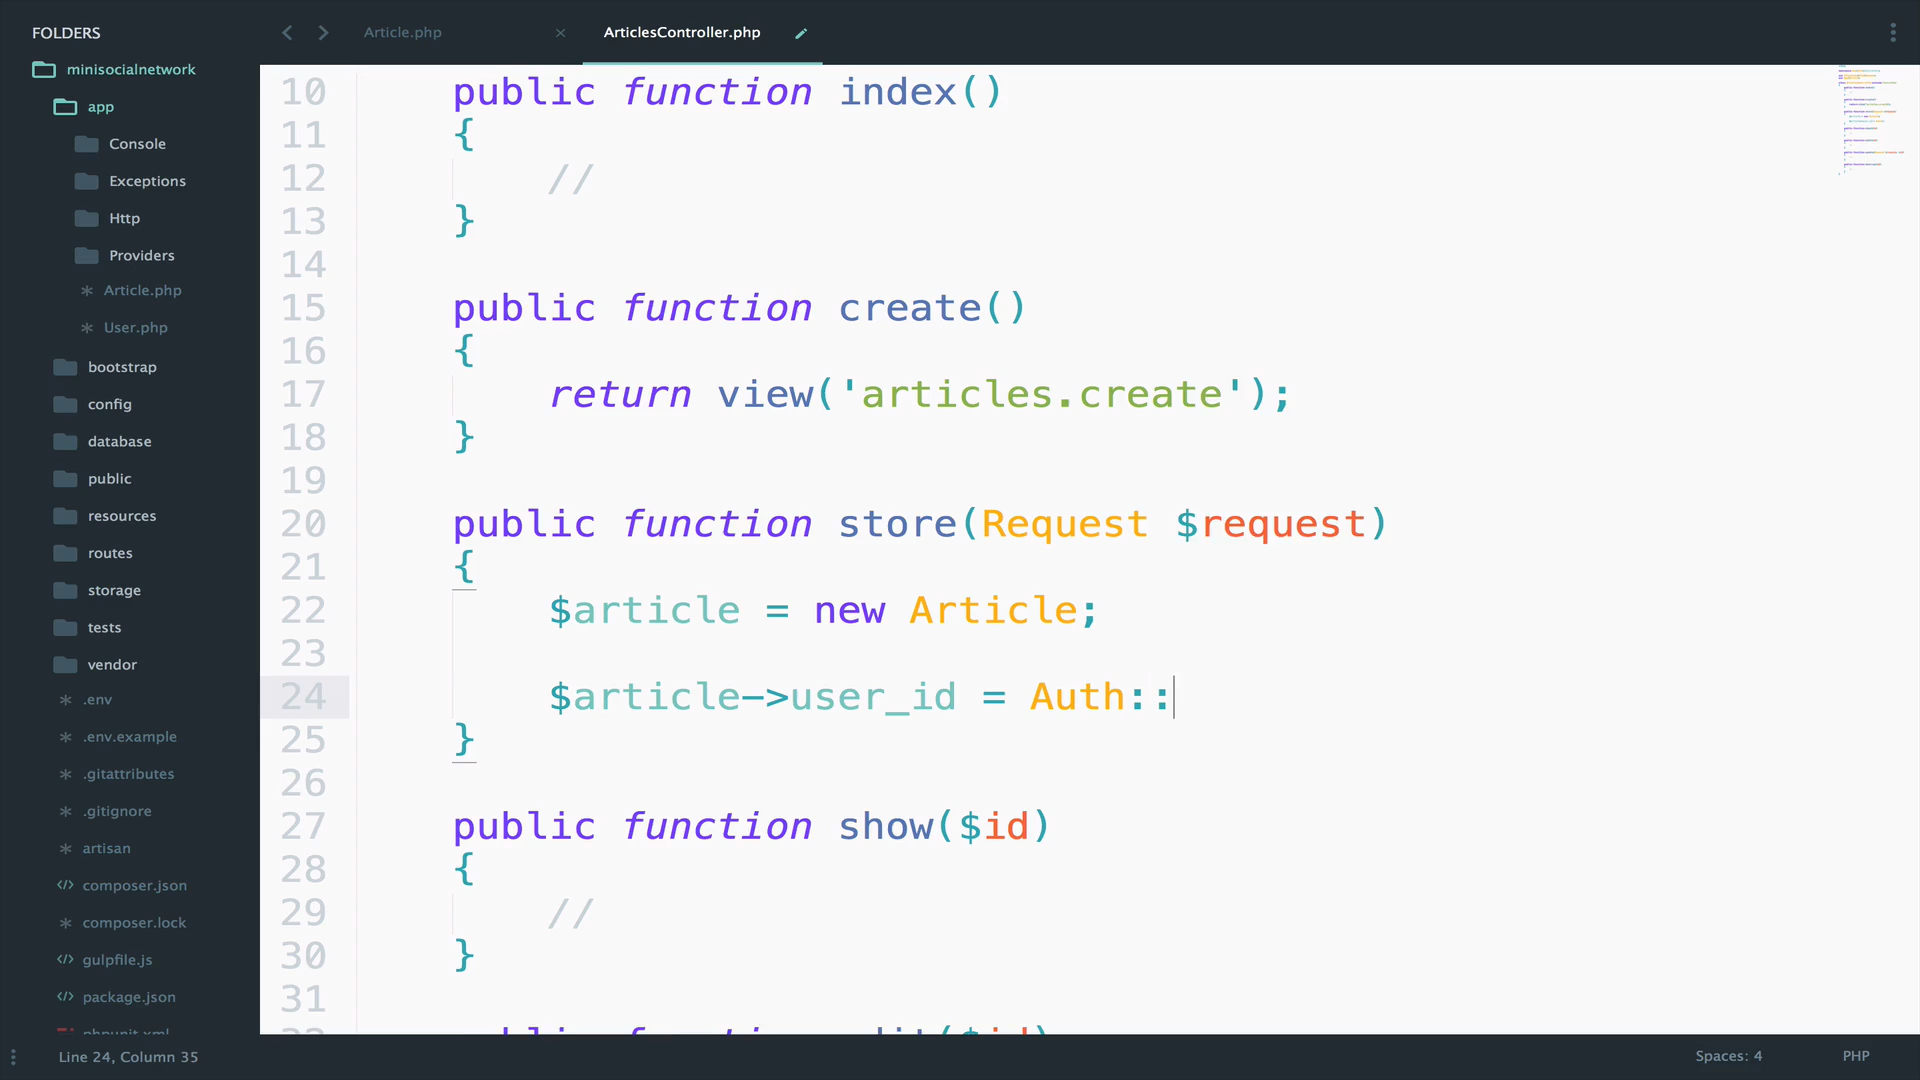 FOLDERS
minisocialnetwork
app
Console
Exceptions
Http
Providers
* Article.php
* User.php
bootstrap
config
database
public
resources
routes
storage
tests
vendor
* .env
* .env.example
* .gitattributes
* .gitignore
* artisan
</> composer.json
* composer.lock
</> gulpfile.js
</> package.json
phpunit.xml
Article.php ×
ArticlesController.php
10 public function index()
11 {
12 //
13 }
14
15 public function create()
16 {
17 return view('articles.create');
18 }
19
20 public function store(Request $request)
21 {
22 $article = new Article;
23
24 $article->user_id = Auth::
25 }
26
27 public function show($id)
28 {
29 //
30 }
31
Line 24, Column 35
Spaces: 4
PHP